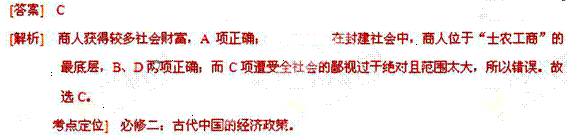 [答案] C
[解析] 商人获得较多社会财富，A 项正确； 在封建社会中，商人位于“士农工商”的
最底层，B、D两项正确；而 C 项遭受全社会的鄙视过于绝对且范围太大，所以错误。故
选 C。
考点定位] 必修二：古代中国的经济政策。